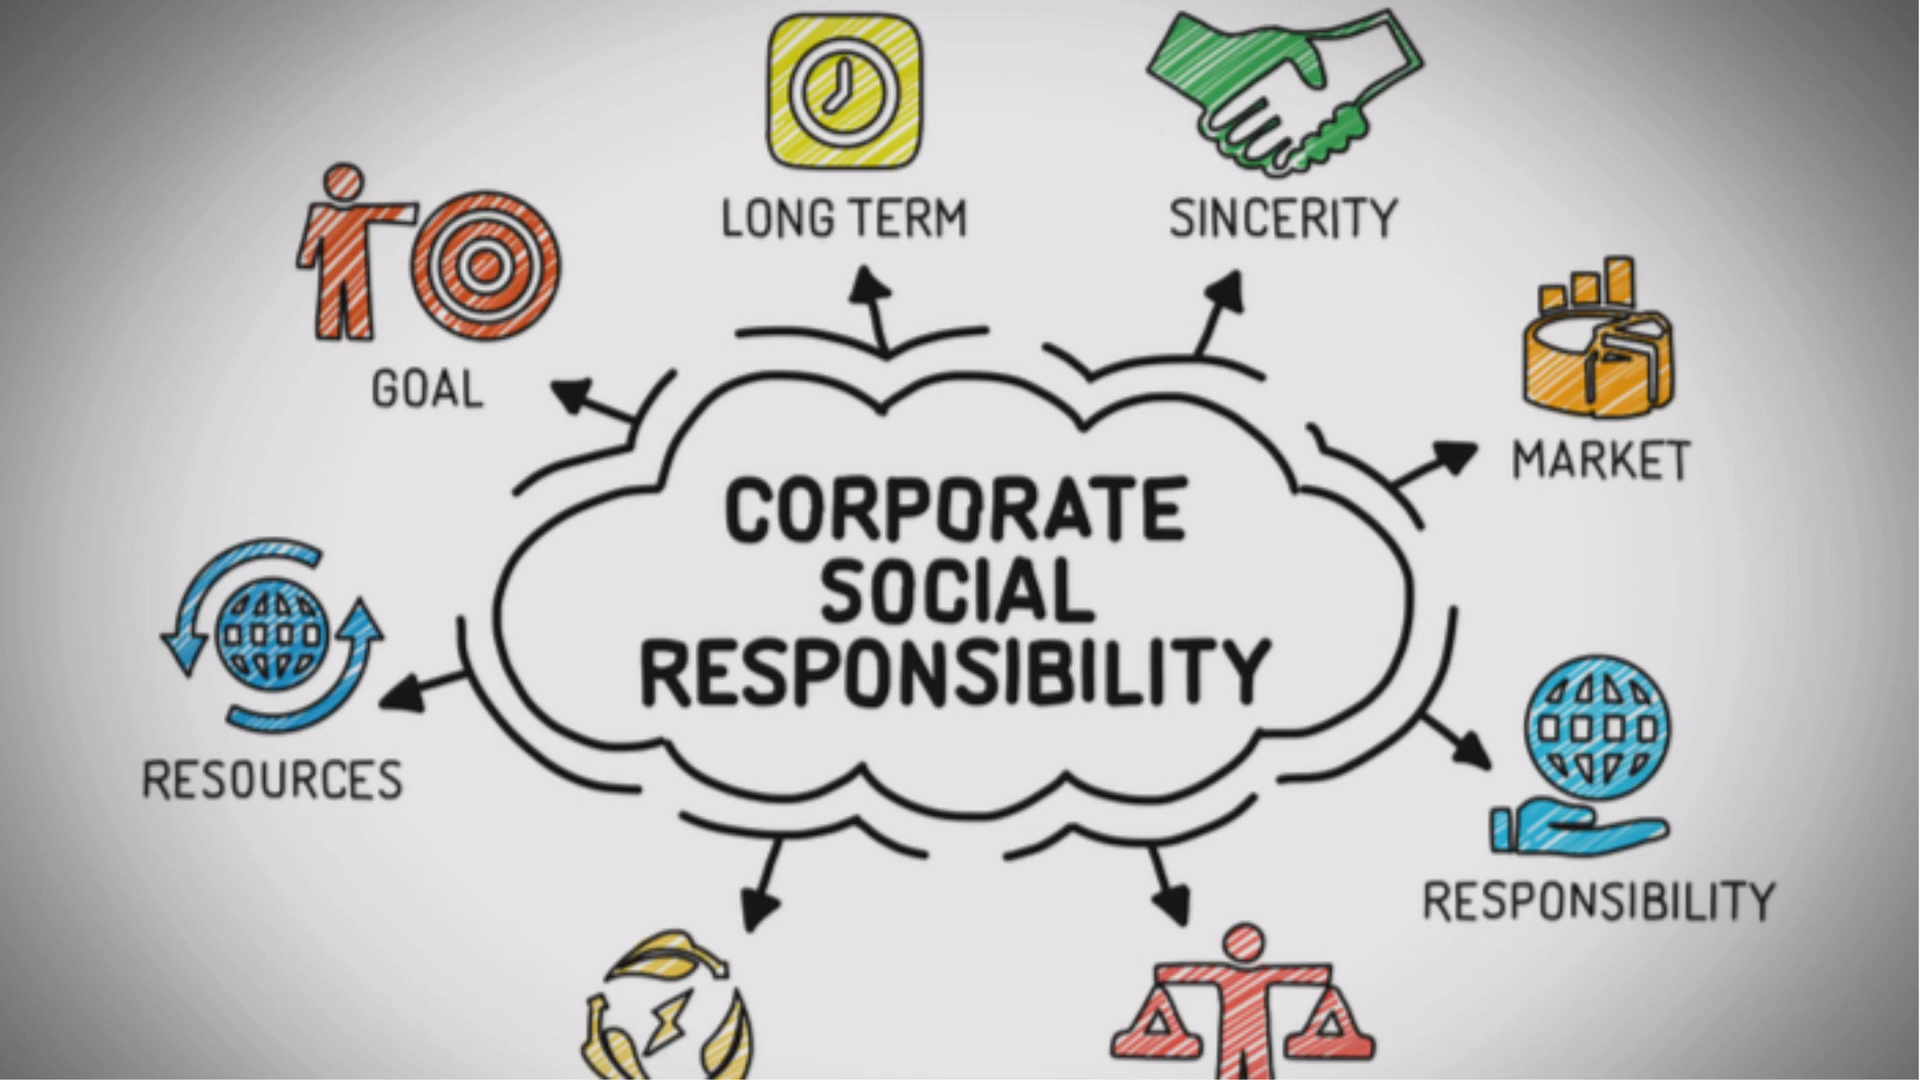 LONG TERM
SINCERITY
GOAL
MARKET
CORPORATE
SOCIAL
RESPONSIBILITY
RESOURCES
RESPONSIBILITY